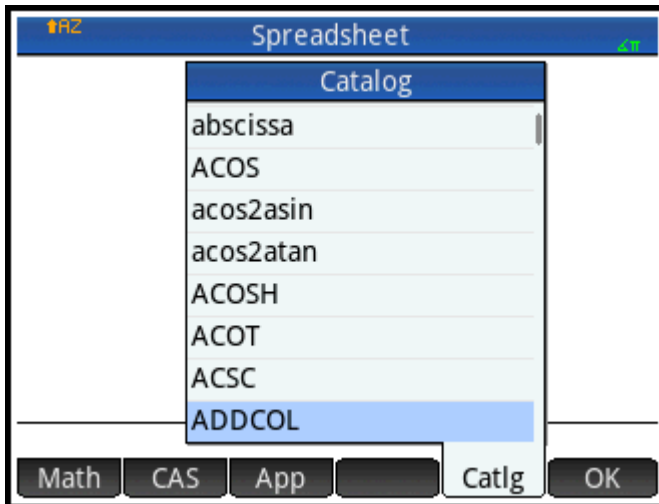 ↑AZ
Spreadsheet
∡π
Catalog
abscissa
ACOS
acos2asin
acos2atan
ACOSH
ACOT
ACSC
ADDCOL
Math CAS App Catlg OK